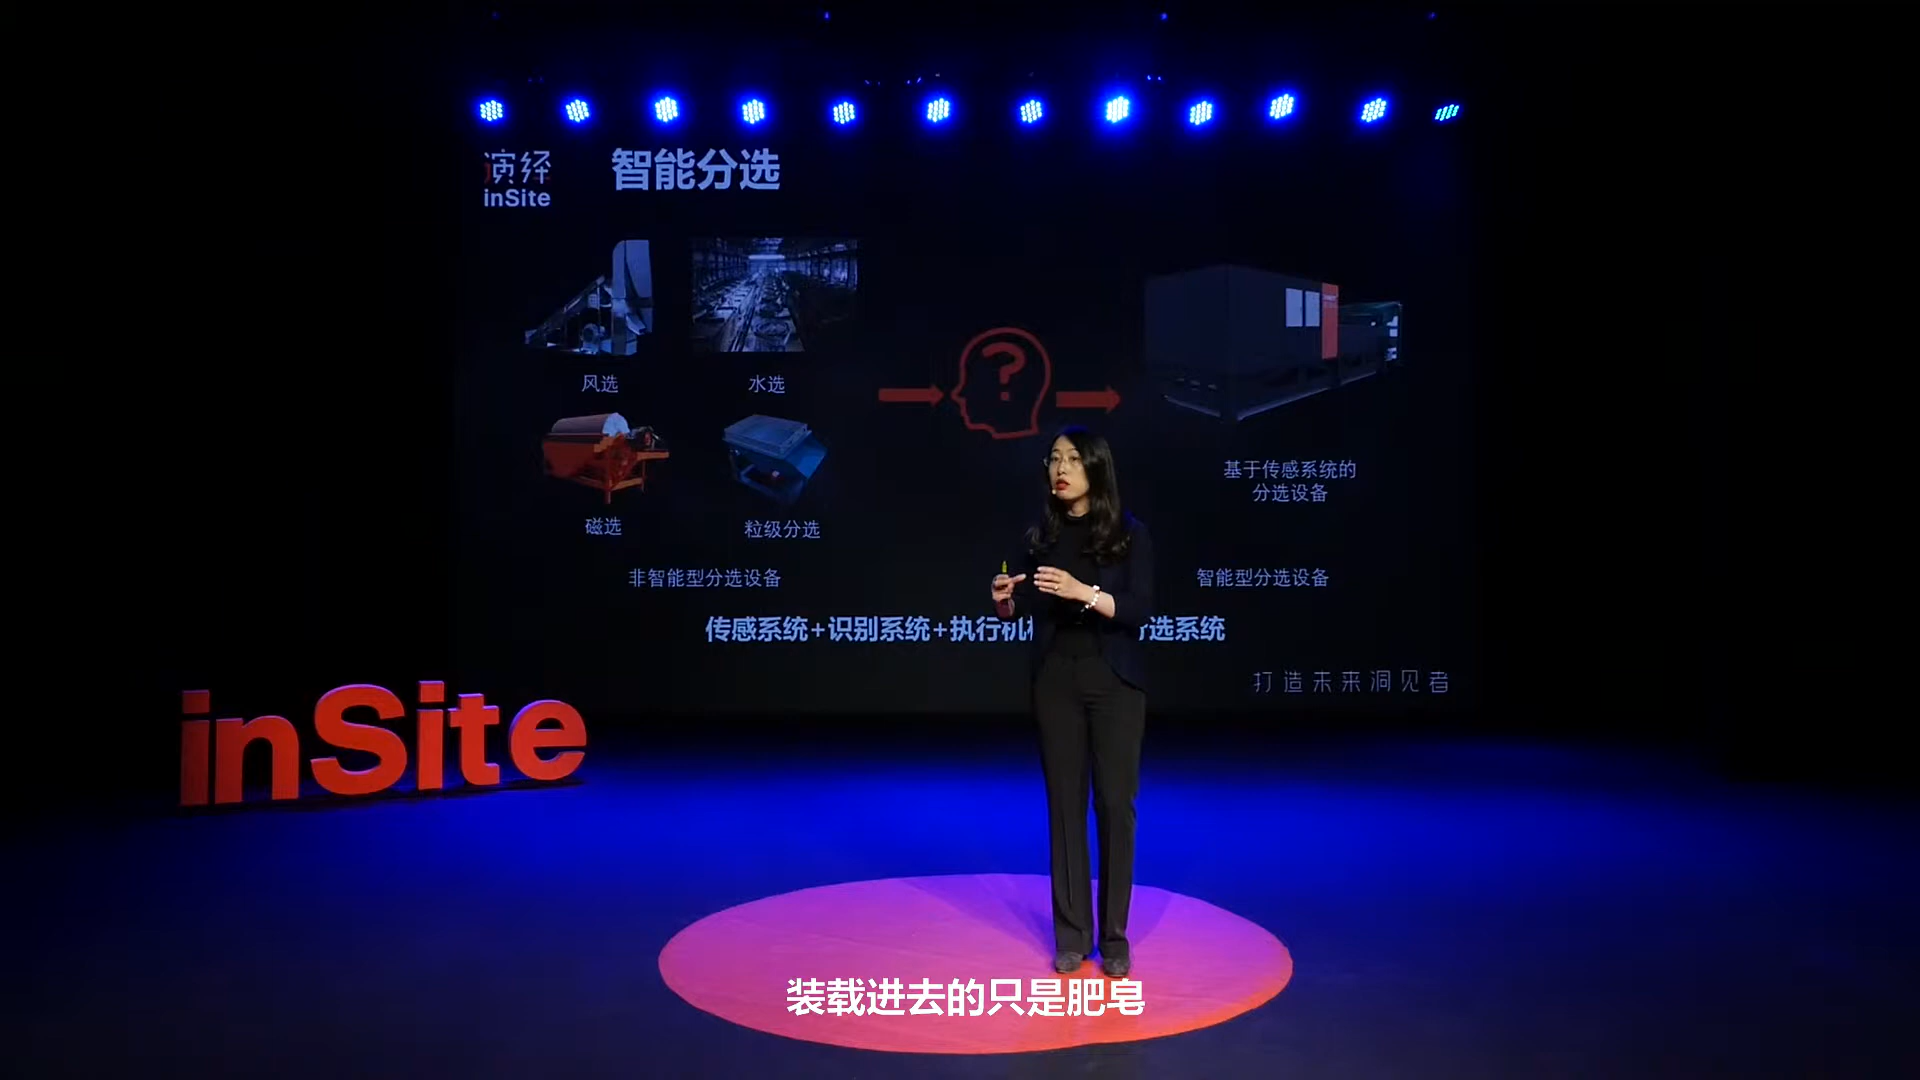 演绎
inSite
智能分选
风选
水选
磁选
粒级分选
非智能型分选设备
基于传感系统的
分选设备
智能型分选设备
传感系统+识别系统+执行机 选系统
打造未来洞见者
inSite
装载进去的只是肥皂